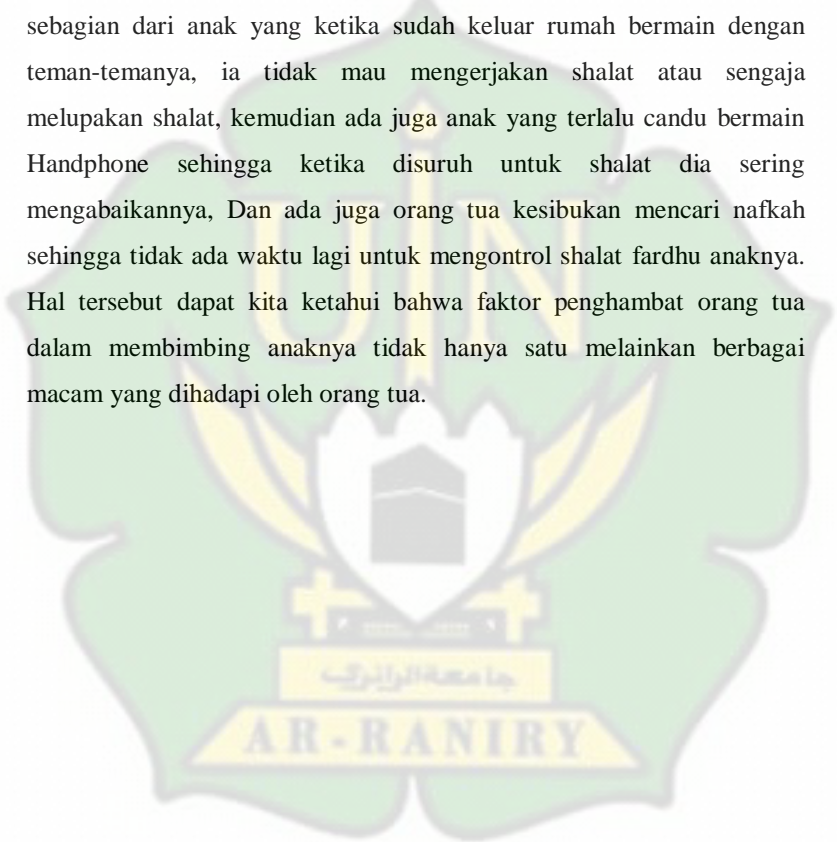 sebagian dari anak yang ketika sudah keluar rumah bermain dengan
teman-temanya, ia tidak mau mengerjakan shalat atau sengaja
melupakan shalat, kemudian ada juga anak yang terlalu candu bermain
Handphone sehingga ketika disuruh untuk shalat dia sering
mengabaikannya, Dan ada juga orang tua kesibukan mencari nafkah
sehingga tidak ada waktu lagi untuk mengontrol shalat fardhu anaknya.
Hal tersebut dapat kita ketahui bahwa faktor penghambat orang tua
dalam membimbing anaknya tidak hanya satu melainkan berbagai
macam yang dihadapi oleh orang tua.
UIN
جامعة الرانري
AR-RANIRY